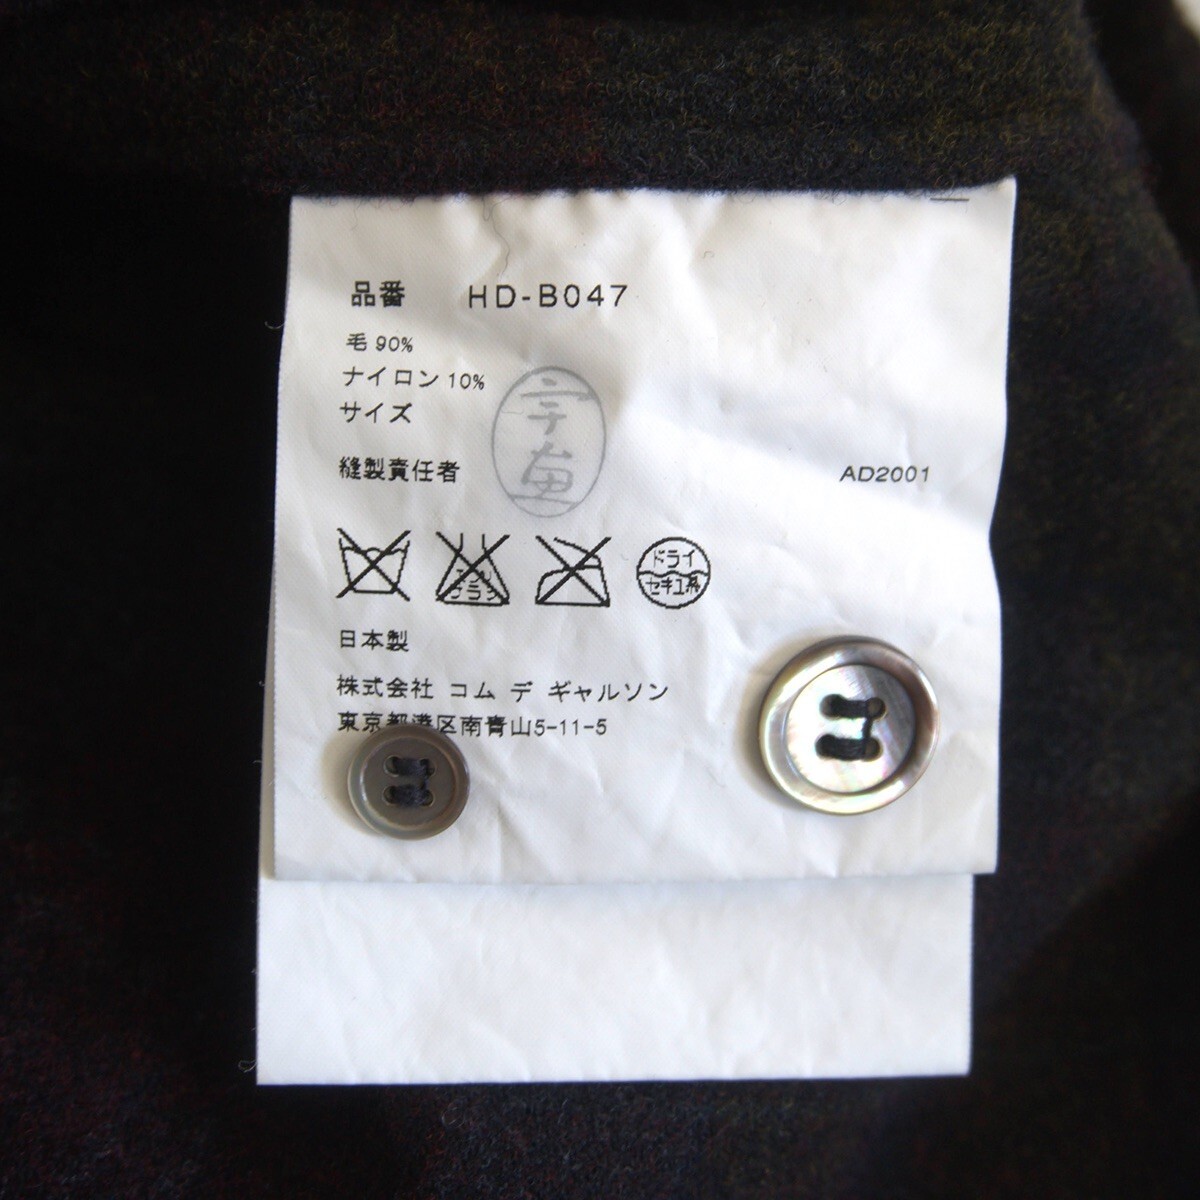 品番 HD-B047
毛 90%
ナイロン 10%
サイズ
縫製責任者
AD2001
ドライ
セキユ系
日本製
株式会社 コム デ ギャルソン
東京都港区南青山5-11-5